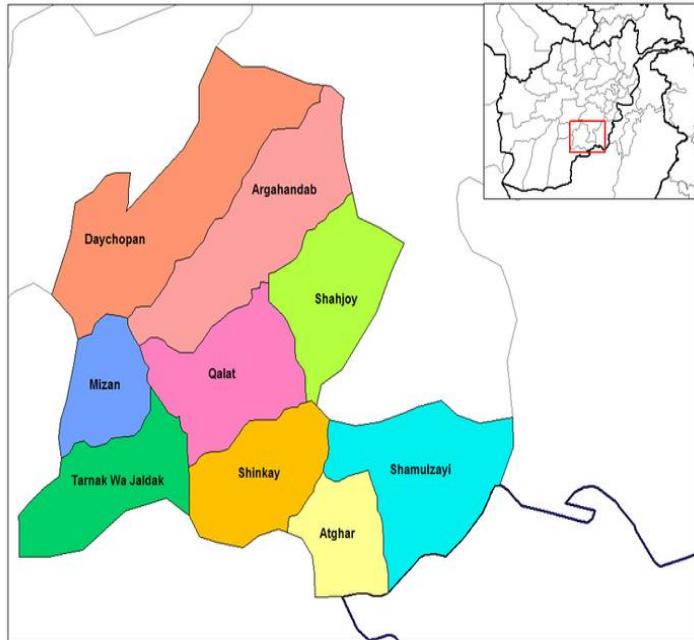 Argahandab
Daychopan
Shahjoy
Qalat
Mizan
Shinkay
Shamulzayi
Tarnak Wa Jaldak
Atghar